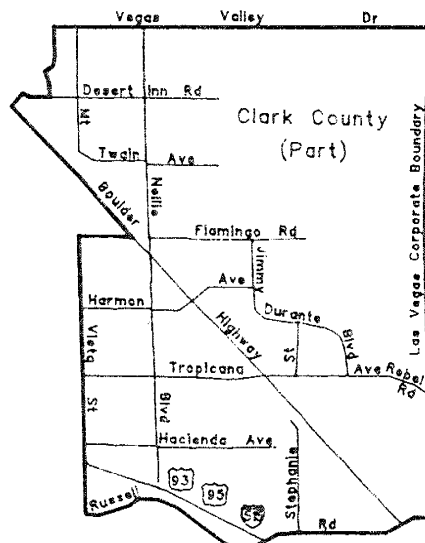 Vegas Valley Dr
Desert Inn Rd
Mt
Clark County
(Part)
Twain Ave
Boulder
Nellis
Las Vegas Corporate Boundary
Flamingo Rd
Jimmy
Ave
Harmon
Durante
Highway
Vista
St
Blvd
Tropicana
Ave Rebel
Rd
St
Blvd
Hacienda Ave
93
95
Stephanie
Russell
Rd